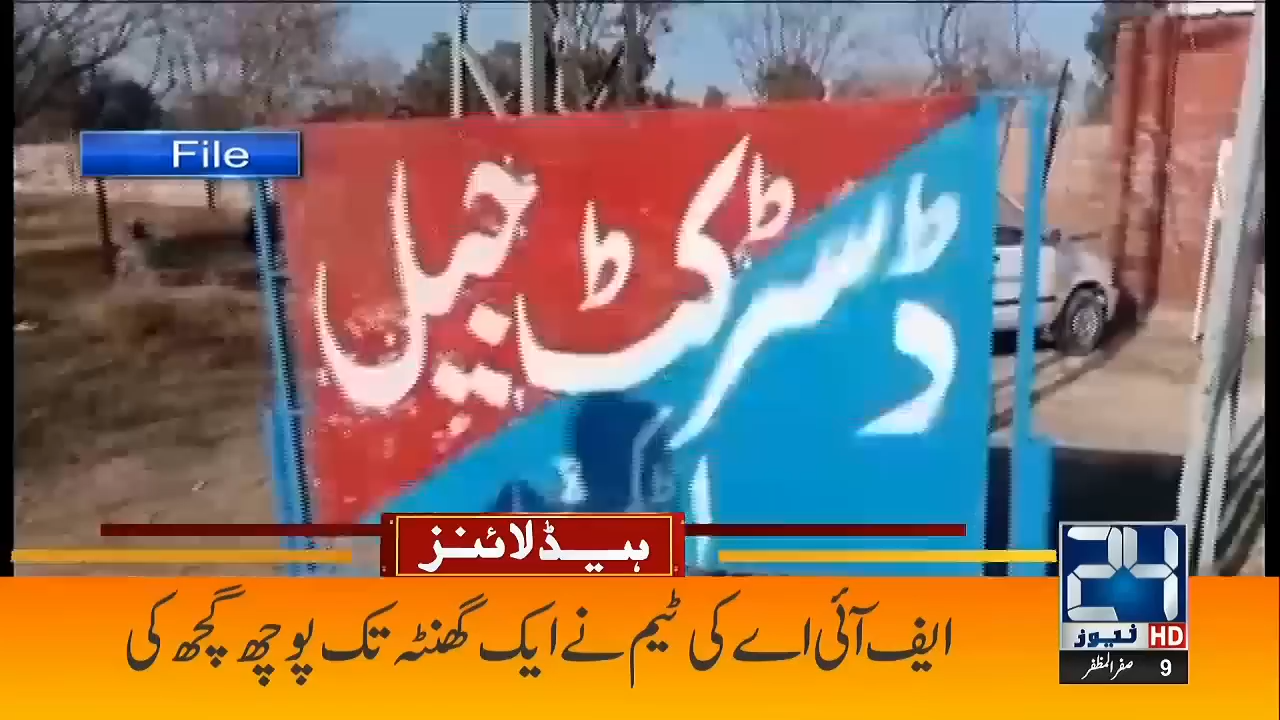 File
ڈسٹرکٹ جیل
اٹک
ہیڈلائنز
ایف آئی اے کی ٹیم نے ایک گھنٹہ تک پوچھ گچھ کی
24
نیوز HD
9 صفر المظفر